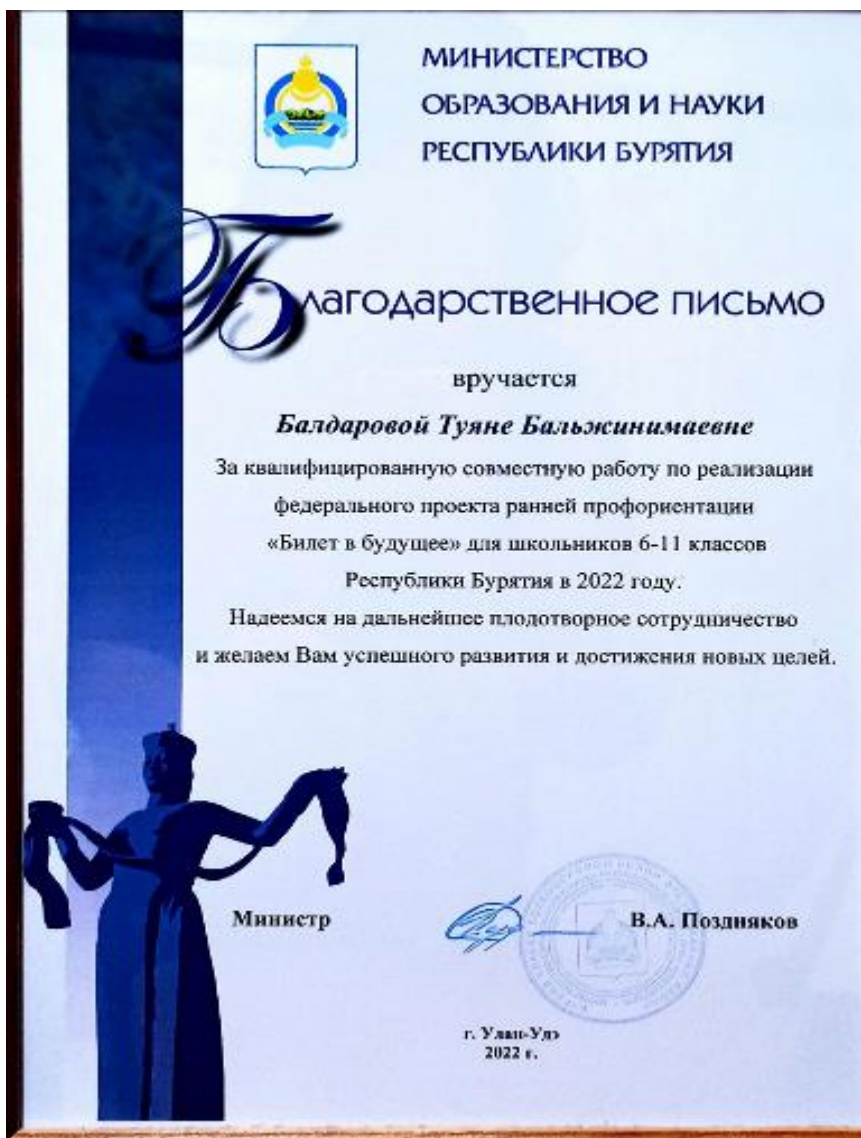 МИНИСТЕРСТВО
ОБРАЗОВАНИЯ И НАУКИ
РЕСПУБЛИКИ БУРЯТИЯ
Благодарственное письмо
вручается
Балдаровой Туяне Бальжинимаевне
За квалифицированную совместную работу по реализации
федерального проекта ранней профориентации
«Билет в будущее» для школьников 6-11 классов
Республики Бурятия в 2022 году.
Надеемся на дальнейшее плодотворное сотрудничество
и желаем Вам успешного развития и достижения новых целей.
Министр
В.А. Поздняков
г. Улан-Удэ
2022 г.